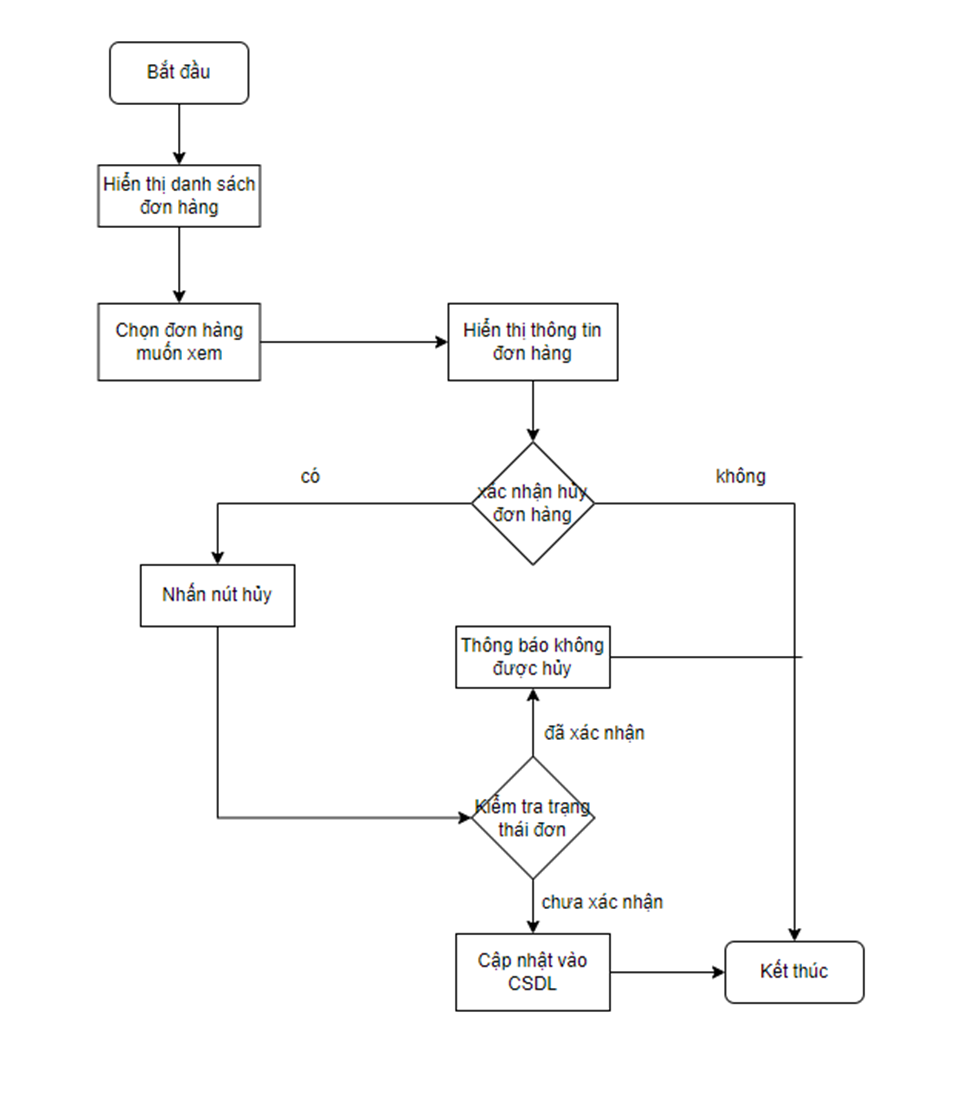 Bắt đầu
Hiển thị danh sách
đơn hàng
Chọn đơn hàng
muốn xem
Hiển thị thông tin
đơn hàng
có
xác nhận hủy
đơn hàng
không
Nhấn nút hủy
Thông báo không
được hủy
đã xác nhận
Kiểm tra trạng
thái đơn
chưa xác nhận
Cập nhật vào
CSDL
Kết thúc